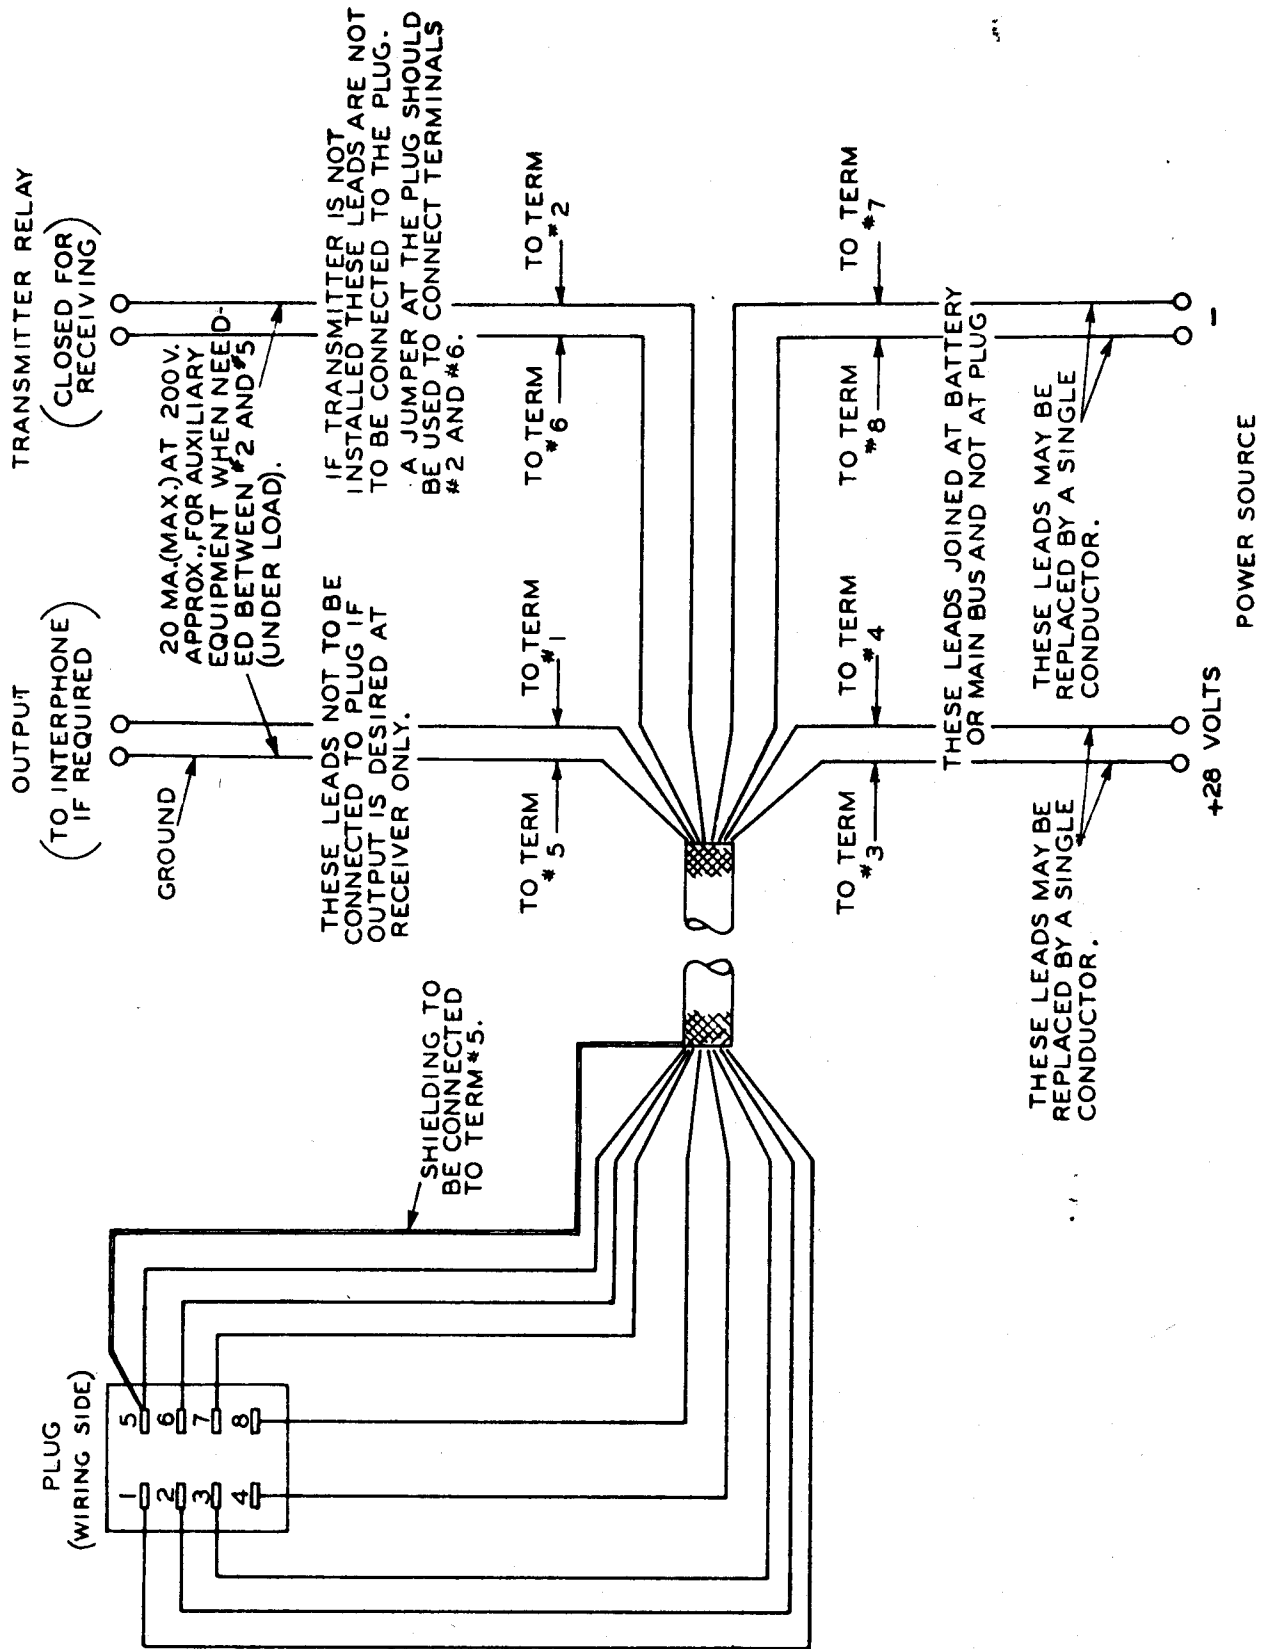 PLUG
(WIRING SIDE)
1
2
3
4
5
6
7
8
SHIELDING TO
BE CONNECTED
TO TERM #5.
OUTPUT
(TO INTERPHONE
IF REQUIRED)
GROUND
20 MA.(MAX.) AT 200 V.
APPROX., FOR AUXILIARY
EQUIPMENT WHEN NEED-
ED BETWEEN #2 AND #5
(UNDER LOAD).
THESE LEADS NOT TO BE
CONNECTED TO PLUG IF
OUTPUT IS DESIRED AT
RECEIVER ONLY.
TO TERM
#5
TO TERM
#1
TRANSMITTER RELAY
(CLOSED FOR
RECEIVING)
IF TRANSMITTER IS NOT
INSTALLED THESE LEADS ARE NOT
TO BE CONNECTED TO THE PLUG.
A JUMPER AT THE PLUG SHOULD
BE USED TO CONNECT TERMINALS
#2 AND #6.
TO TERM
#6
TO TERM
#2
TO TERM
#3
TO TERM
#4
TO TERM
#8
TO TERM
#7
THESE LEADS JOINED AT BATTERY
OR MAIN BUS AND NOT AT PLUG
THESE LEADS MAY BE
REPLACED BY A SINGLE
CONDUCTOR.
THESE LEADS MAY BE
REPLACED BY A SINGLE
CONDUCTOR.
+28 VOLTS
–
POWER SOURCE